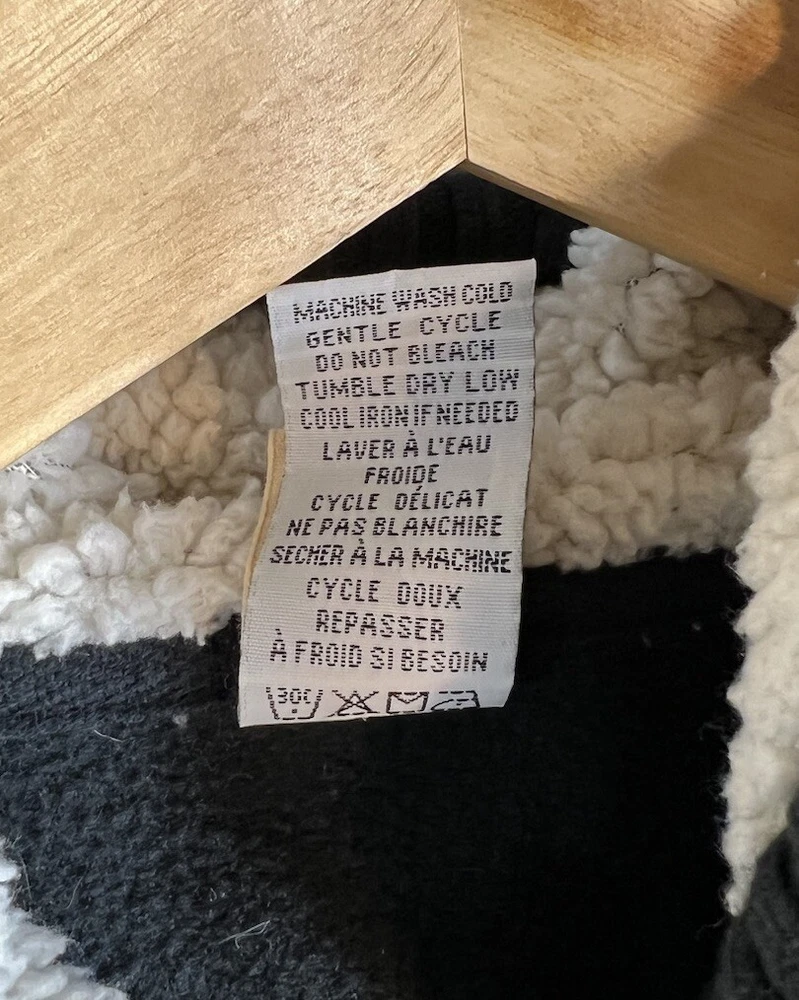 MACHINE WASH COLD
GENTLE CYCLE
DO NOT BLEACH
TUMBLE DRY LOW
COOL IRON IF NEEDED
LAVER À L'EAU
FROIDE
CYCLE DÉLICAT
NE PAS BLANCHIRE
SECHER À LA MACHINE
CYCLE DOUX
REPASSER
À FROID SI BESOIN
30C